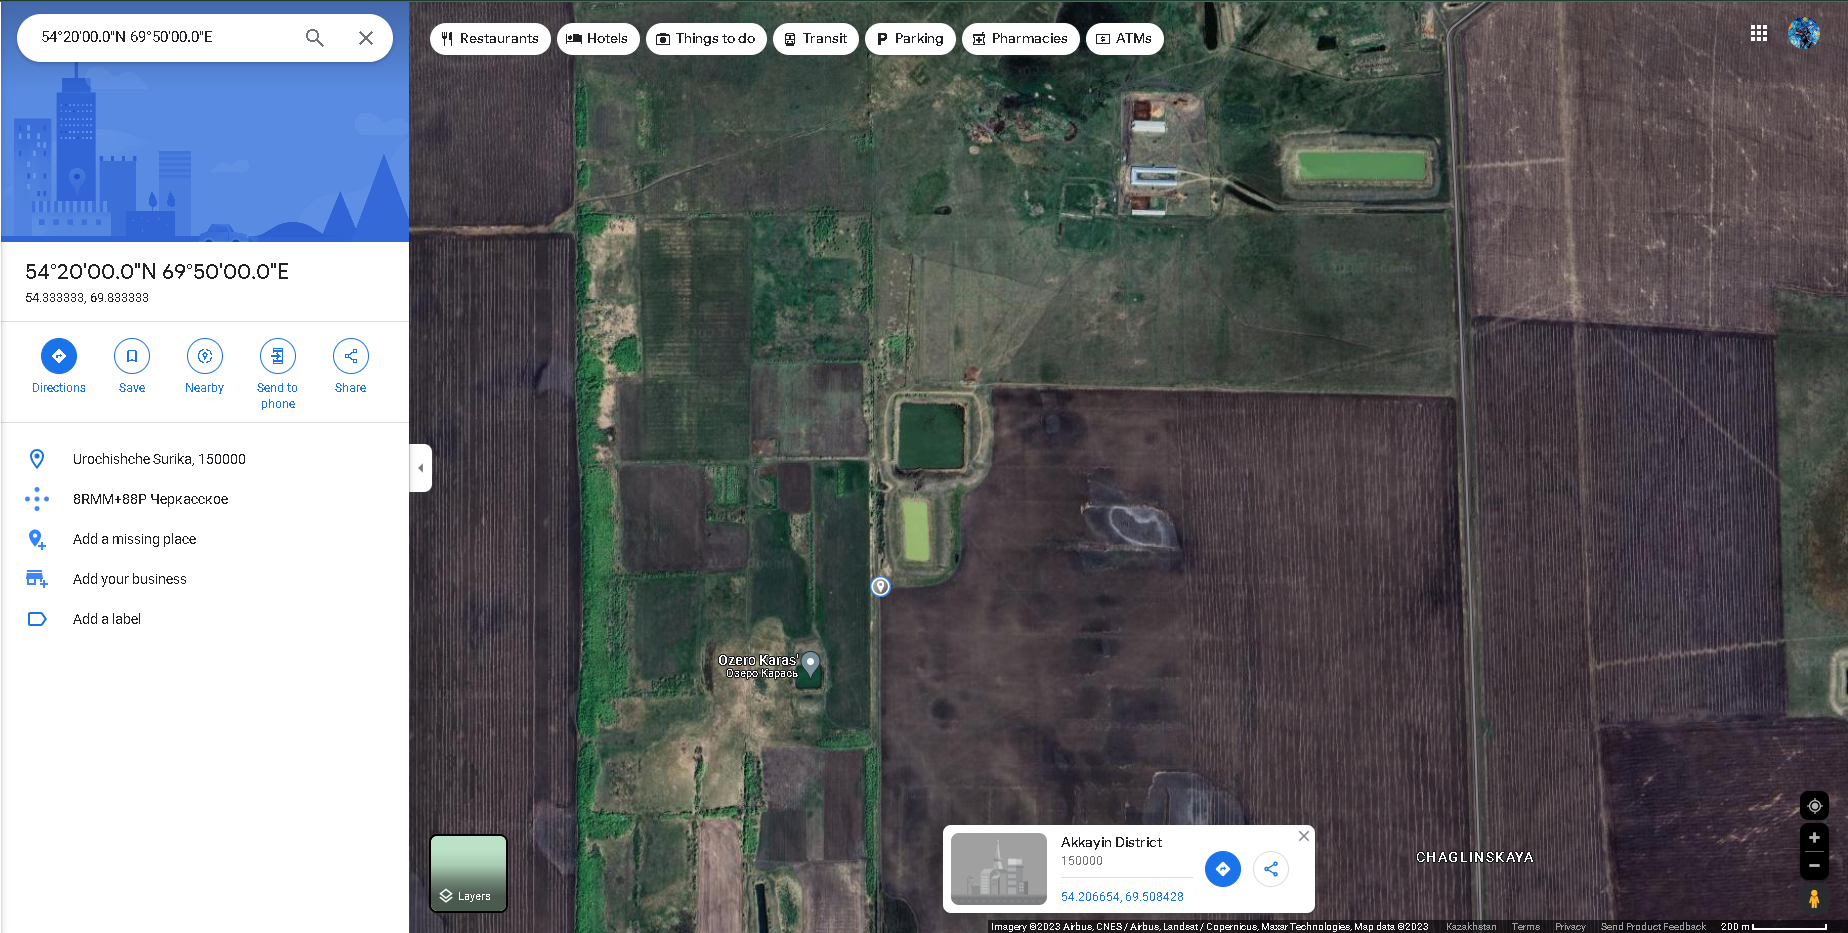 54°20'00.0"N 69°50'00.0"E
Restaurants
Hotels
Things to do
Transit
Parking
Pharmacies
ATMs
54°20'00.0"N 69°50'00.0"E
54.333333, 69.833333
Directions
Save
Nearby
Send to
phone
Share
Urochishche Surika, 150000
8RMM+88P Черкасское
Add a missing place
Add your business
Add a label
Ozero Karas'
Озеро Карась
Layers
Akkayin District
150000
54.206654, 69.508428
CHAGLINSKAYA
Imagery ©2023 Airbus, CNES / Airbus, Landsat / Copernicus, Maxar Technologies, Map data ©2023
Kazakhstan
Terms
Privacy
Send Product Feedback
200 m